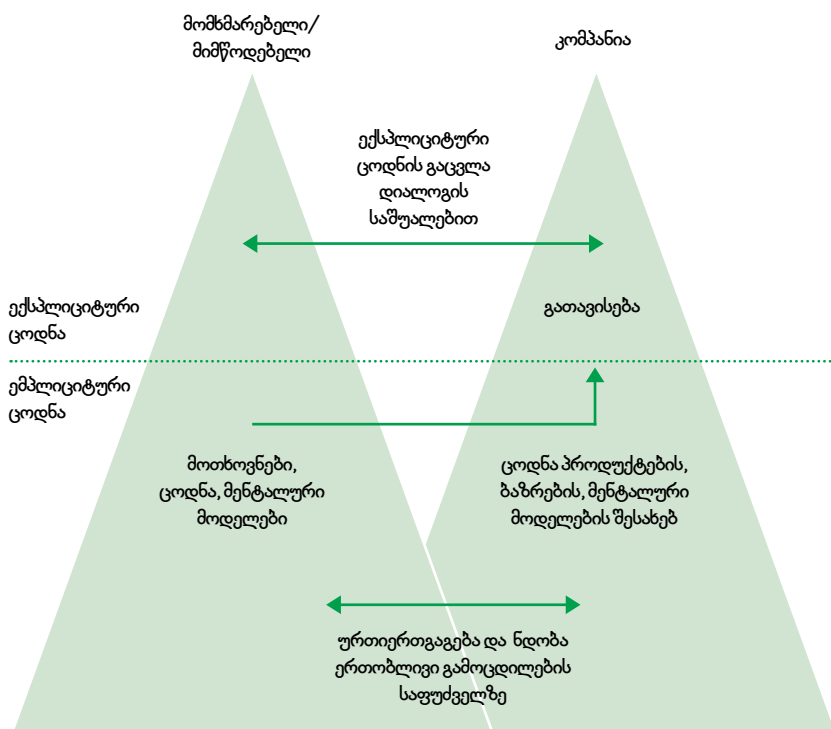 მომხმარებელი/
მიმწოდებელი
კომპანია
ექსპლიციტური
ცოდნის გაცვლა
დიალოგის
საშუალებით
ექსპლიციტური
ცოდნა
გათავისება
ემპლიციტური
ცოდნა
მოთხოვნები,
ცოდნა, მენტალური
მოდელები
ცოდნა პროდუქტების,
ბაზრების, მენტალური
მოდელების შესახებ
ურთიერთგაგება და ნდობა
ერთობლივი გამოცდილების
საფუძველზე